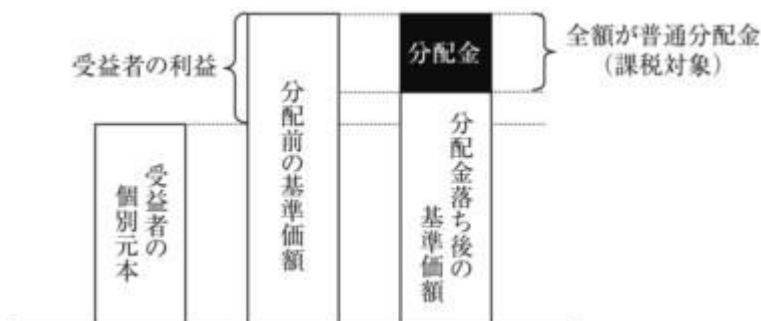 受益者の利益
分配金
全額が普通分配金
（課税対象）
受益者の
個別元本
分配前の基準価額
分配金落ち後の
基準価額